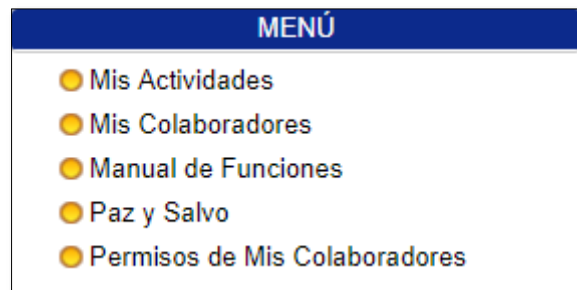 MENÚ
Mis Actividades
Mis Colaboradores
Manual de Funciones
Paz y Salvo
Permisos de Mis Colaboradores